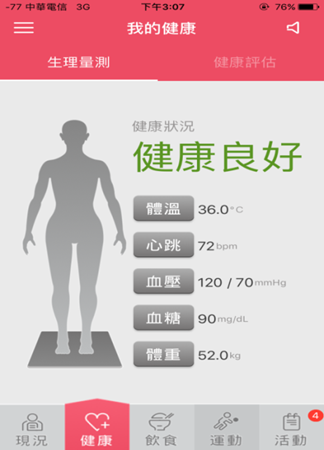 -77 中華電信 3G 下午3:07 76%
我的健康
生理量測 健康評估
健康狀況
健康良好
體溫 36.0°C
心跳 72bpm
血壓 120 / 70mmHg
血糖 90mg/dL
體重 52.0kg
4
現況 健康 飲食 運動 活動